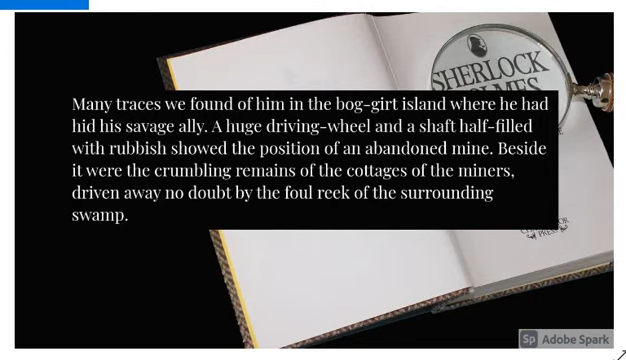 SHERLOCK
HOLMES
Many traces we found of him in the bog-girt island where he had
hid his savage ally. A huge driving-wheel and a shaft half-filled
with rubbish showed the position of an abandoned mine. Beside
it were the crumbling remains of the cottages of the miners,
driven away no doubt by the foul reek of the surrounding
swamp.
PRESS
Sp Adobe Spark